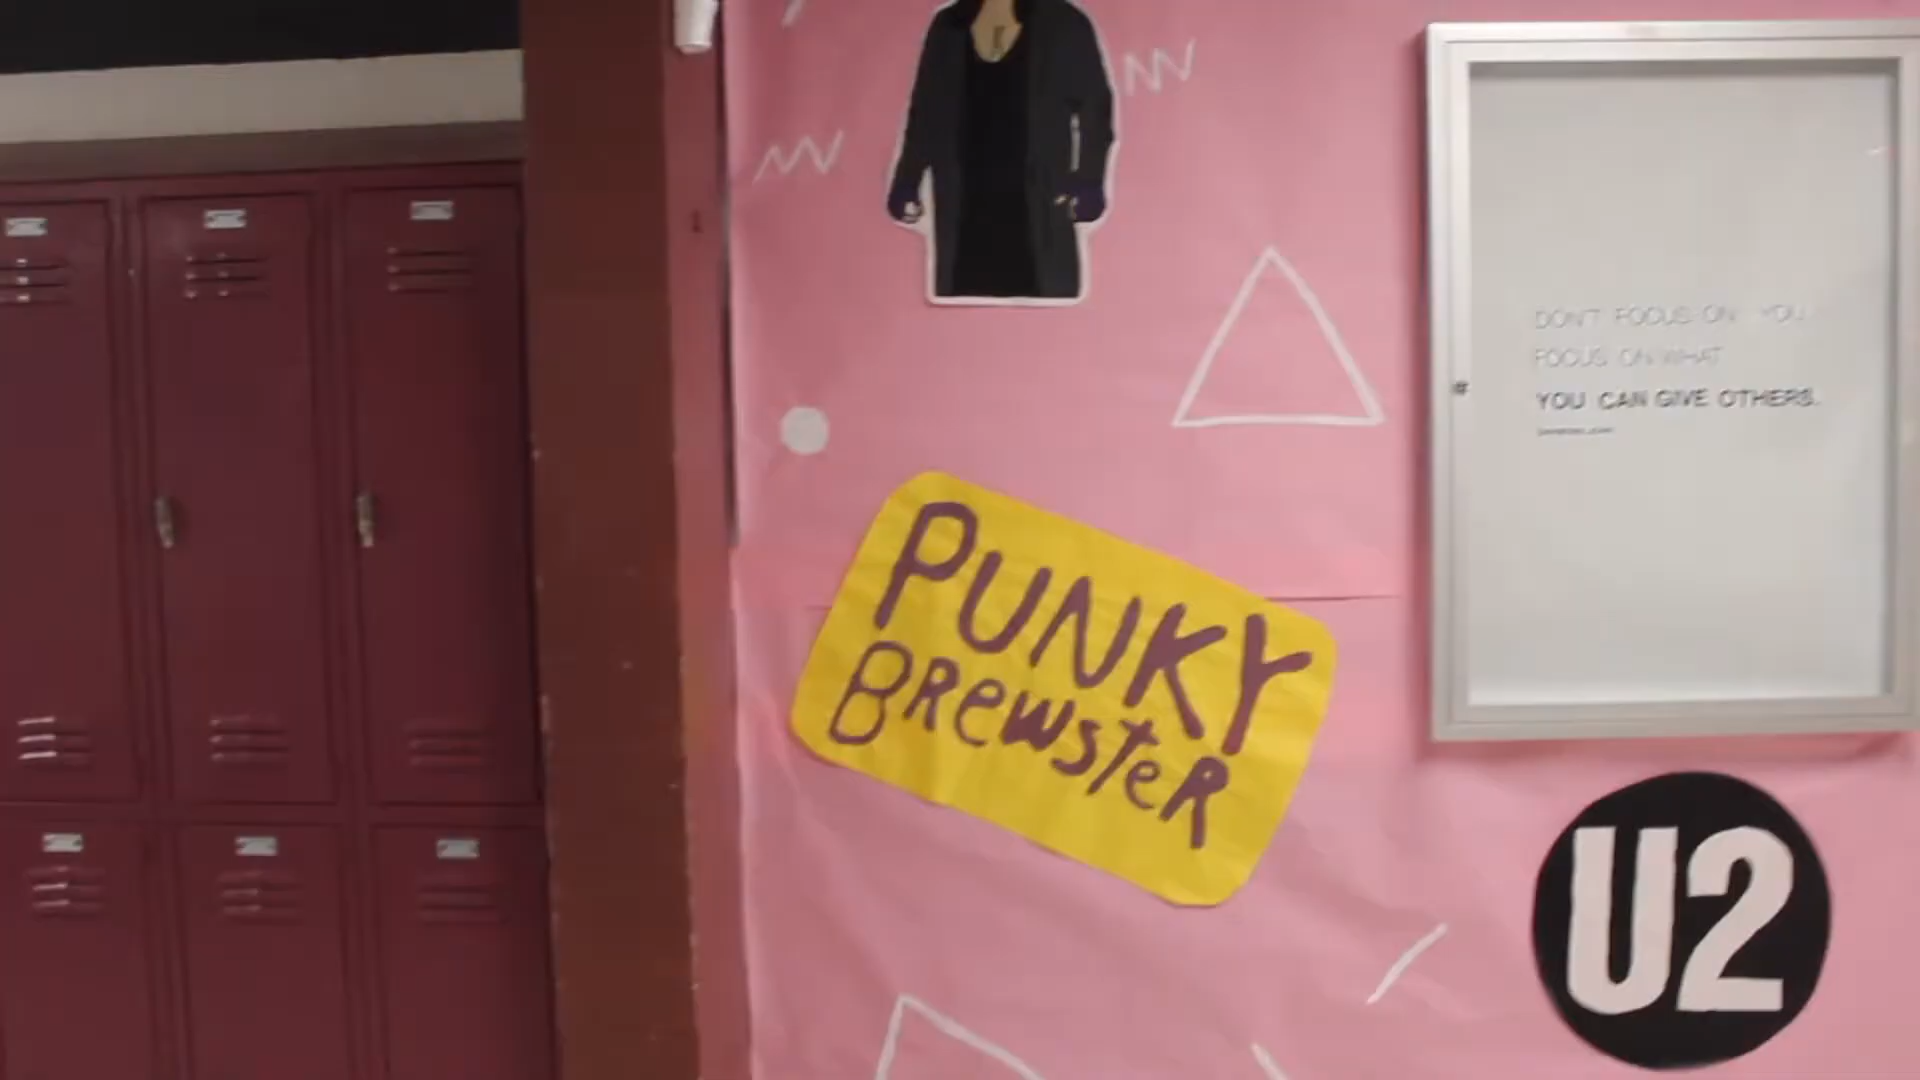 DON'T FOCUS ON YOU
FOCUS ON WHAT
YOU CAN GIVE OTHERS.
PUNKY
BREWSTER
U2